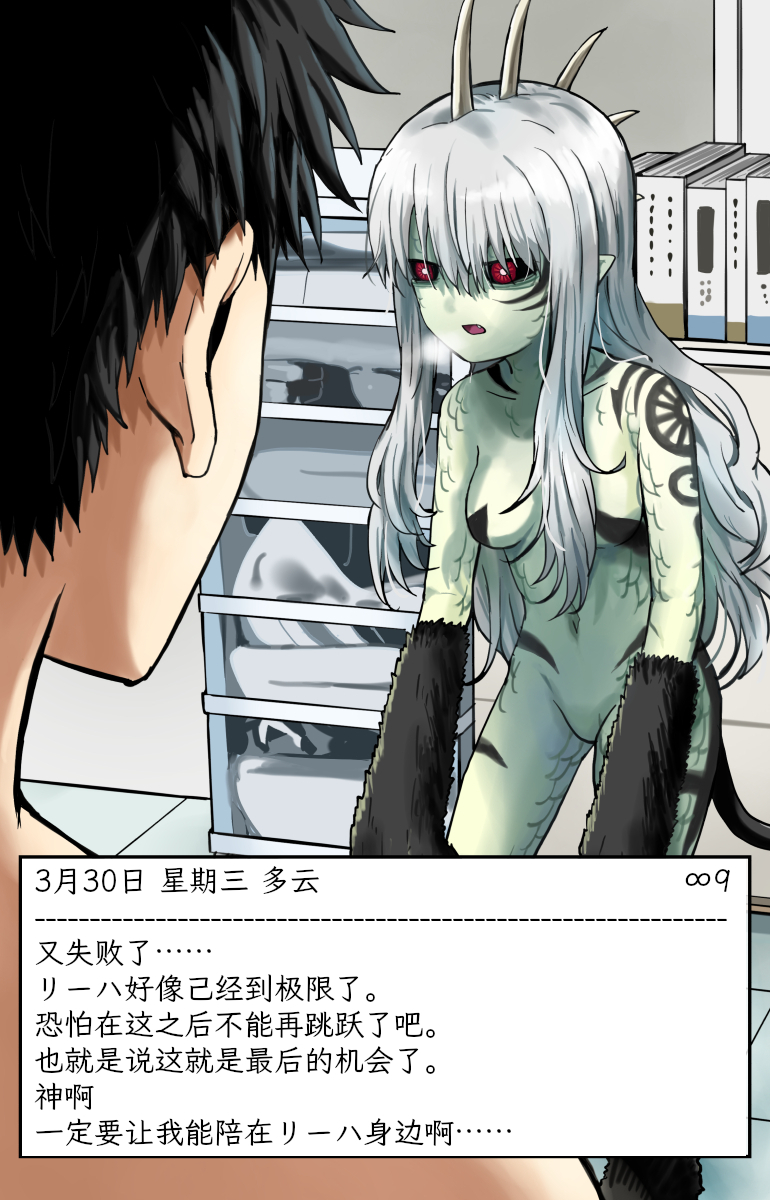 3月30日 星期三 多云 ∞9
又失败了……
リーハ好像己经到极限了。
恐怕在这之后不能再跳跃了吧。
也就是说这就是最后的机会了。
神啊
一定要让我能陪在リーハ身边啊……